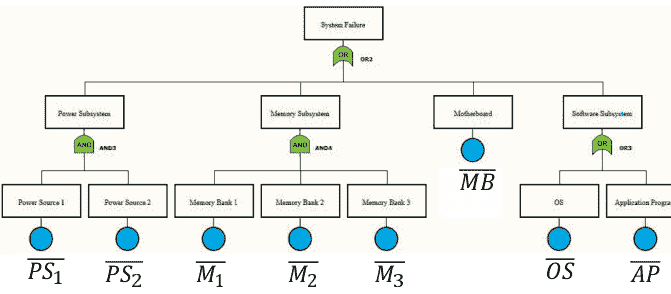 System Failure
OR
OR2
Power Subsystem
Memory Subsystem
Motherboard
Software Subsystem
AND
AND3
AND
AND4
OR
OR3
$\overline{MB}$
Power Source 1
Power Source 2
Memory Bank 1
Memory Bank 2
Memory Bank 3
OS
Application Progra
$\overline{PS_1}$
$\overline{PS_2}$
$\overline{M_1}$
$\overline{M_2}$
$\overline{M_3}$
$\overline{OS}$
$\overline{AP}$